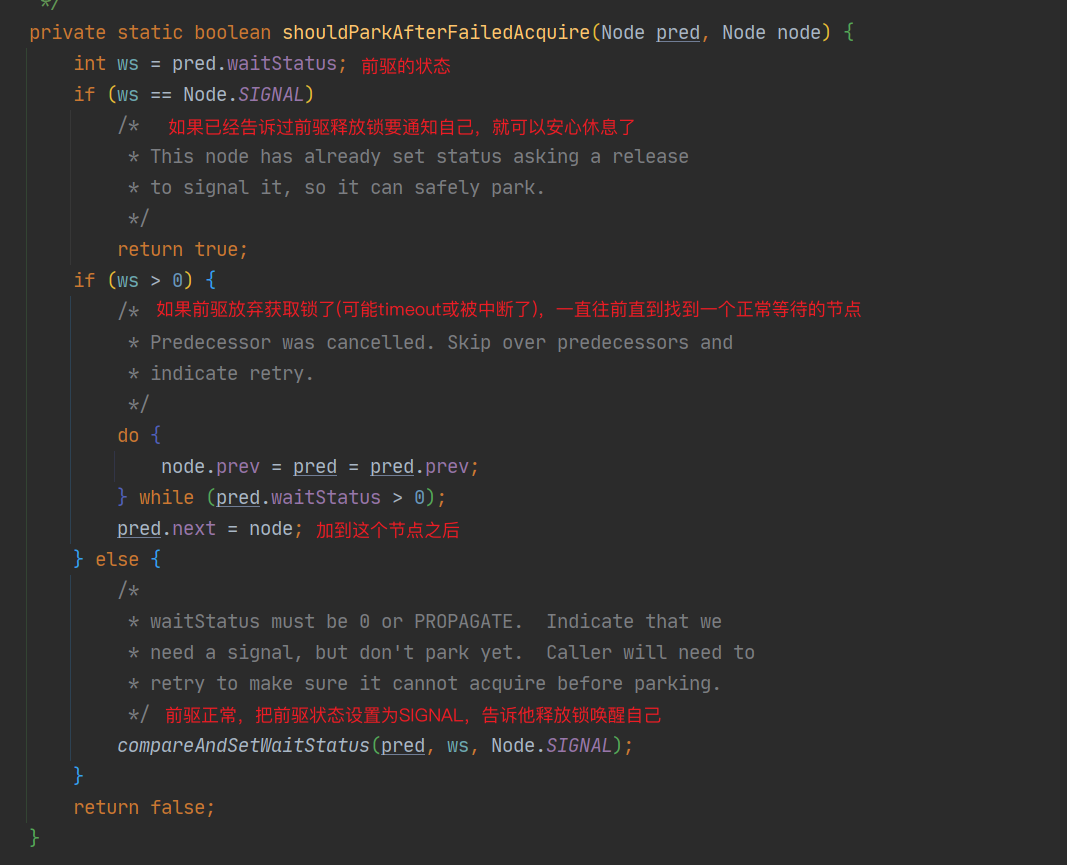 */
private static boolean shouldParkAfterFailedAcquire(Node pred, Node node) {
int ws = pred.waitStatus; 前驱的状态
if (ws == Node.SIGNAL)
/* 如果已经告诉过前驱释放锁要通知自己，就可以安心休息了
* This node has already set status asking a release
* to signal it, so it can safely park.
*/
return true;
if (ws > 0) {
/* 如果前驱放弃获取锁了(可能timeout或被中断了)，一直往前直到找到一个正常等待的节点
* Predecessor was cancelled. Skip over predecessors and
* indicate retry.
*/
do {
node.prev = pred = pred.prev;
} while (pred.waitStatus > 0);
pred.next = node; 加到这个节点之后
} else {
/*
* waitStatus must be 0 or PROPAGATE.  Indicate that we
* need a signal, but don't park yet.  Caller will need to
* retry to make sure it cannot acquire before parking.
*/ 前驱正常，把前驱状态设置为SIGNAL，告诉他释放锁唤醒自己
compareAndSetWaitStatus(pred, ws, Node.SIGNAL);
}
return false;
}